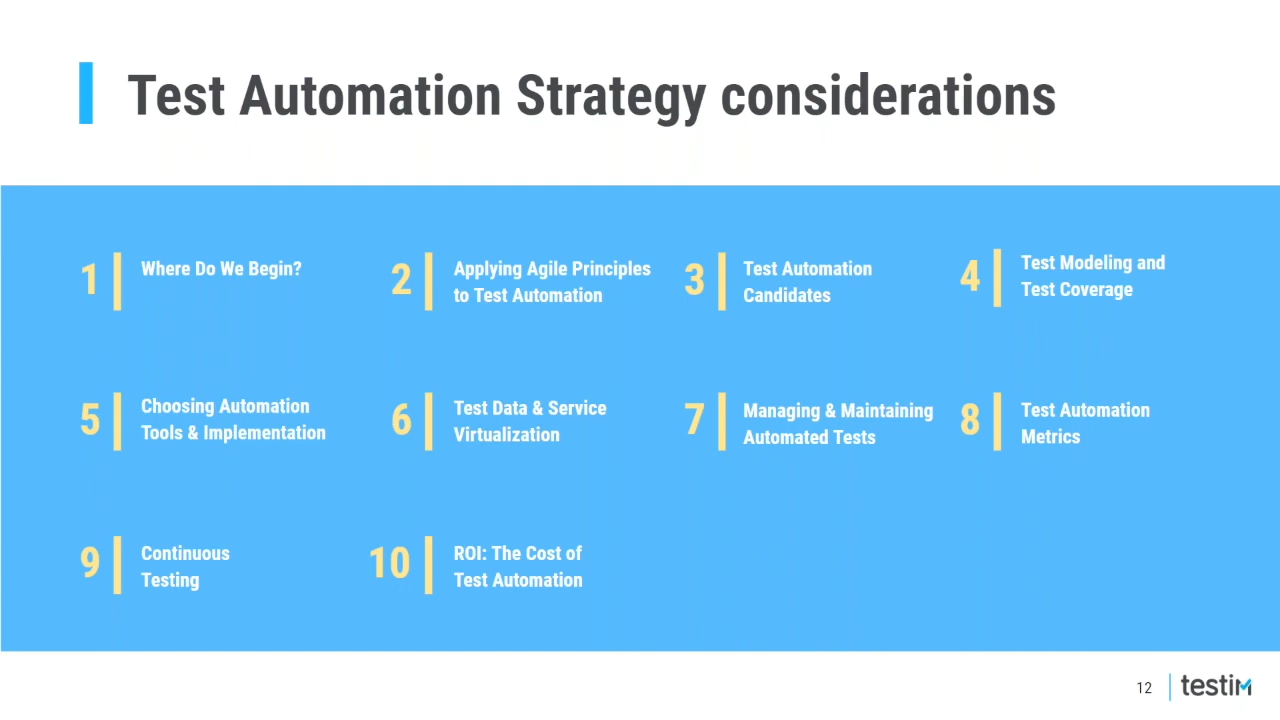 Test Automation Strategy considerations
1
Where Do We Begin?
2
Applying Agile Principles
to Test Automation
3
Test Automation
Candidates
4
Test Modeling and
Test Coverage
5
Choosing Automation
Tools & Implementation
6
Test Data & Service
Virtualization
7
Managing & Maintaining
Automated Tests
8
Test Automation
Metrics
9
Continuous
Testing
10
ROI: The Cost of
Test Automation
12
testim